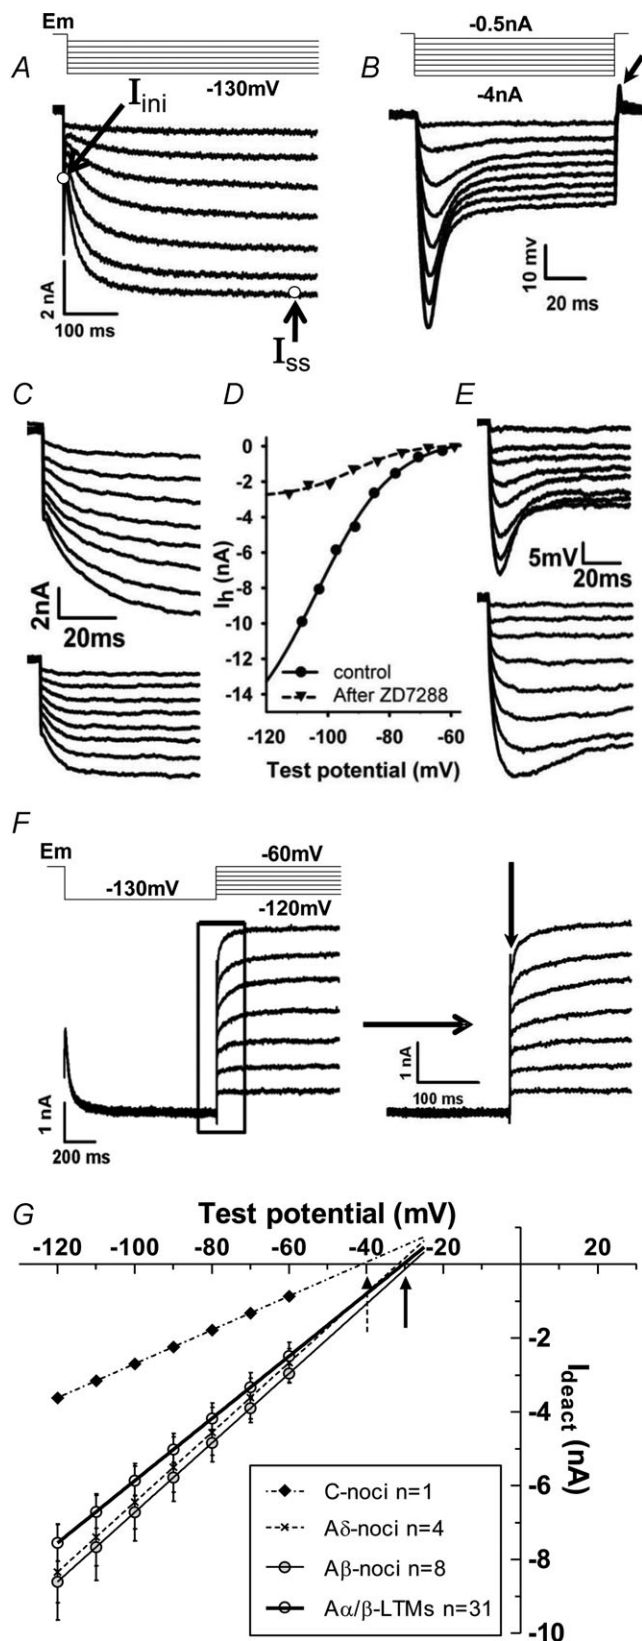 Em
-0.5nA
A
B
-130mV
-4nA
Iini
2 nA
100 ms
10 mv
20 ms
ISS
C
D
E
0
-2
-4
-6
-8
-10
-12
-14
Ih (nA)
control
After ZD7288
-120 -100 -80 -60
Test potential (mV)
2nA
20ms
5mV
20ms
F
Em
-60mV
-130mV
-120mV
1 nA
200 ms
1 nA
100 ms
G
Test potential (mV)
-120 -100 -80 -60 -40 -20 20
-2
-4
-6
-8
-10
Ideact (nA)
C-noci n=1
Aδ-noci n=4
Aβ-noci n=8
Aα/β-LTMs n=31